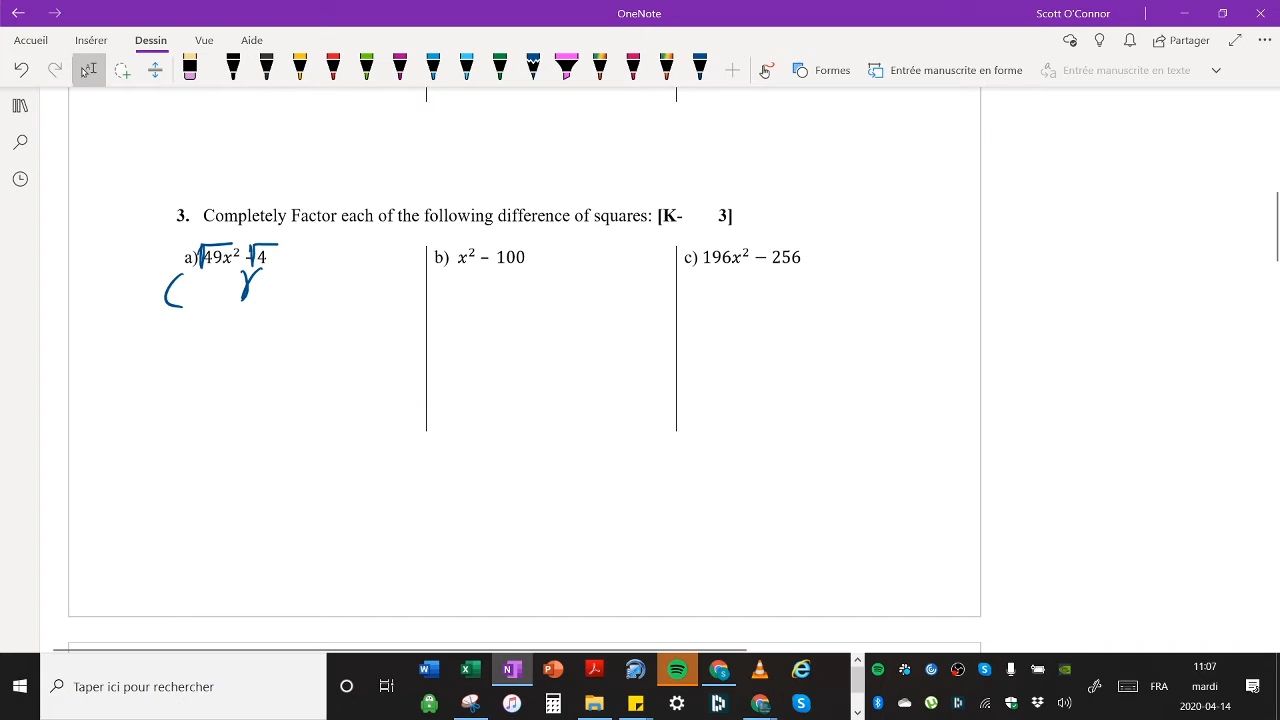 OneNote
Scott O'Connor
Accueil Insérer Dessin Vue Aide
Partager
Formes
Entrée manuscrite en forme
Entrée manuscrite en texte
3. Completely Factor each of the following difference of squares: [K- 3]
a) √49x² - √4
( )(
b) x² – 100
c) 196x² − 256
Taper ici pour rechercher
FRA
11:07
mardi
2020-04-14